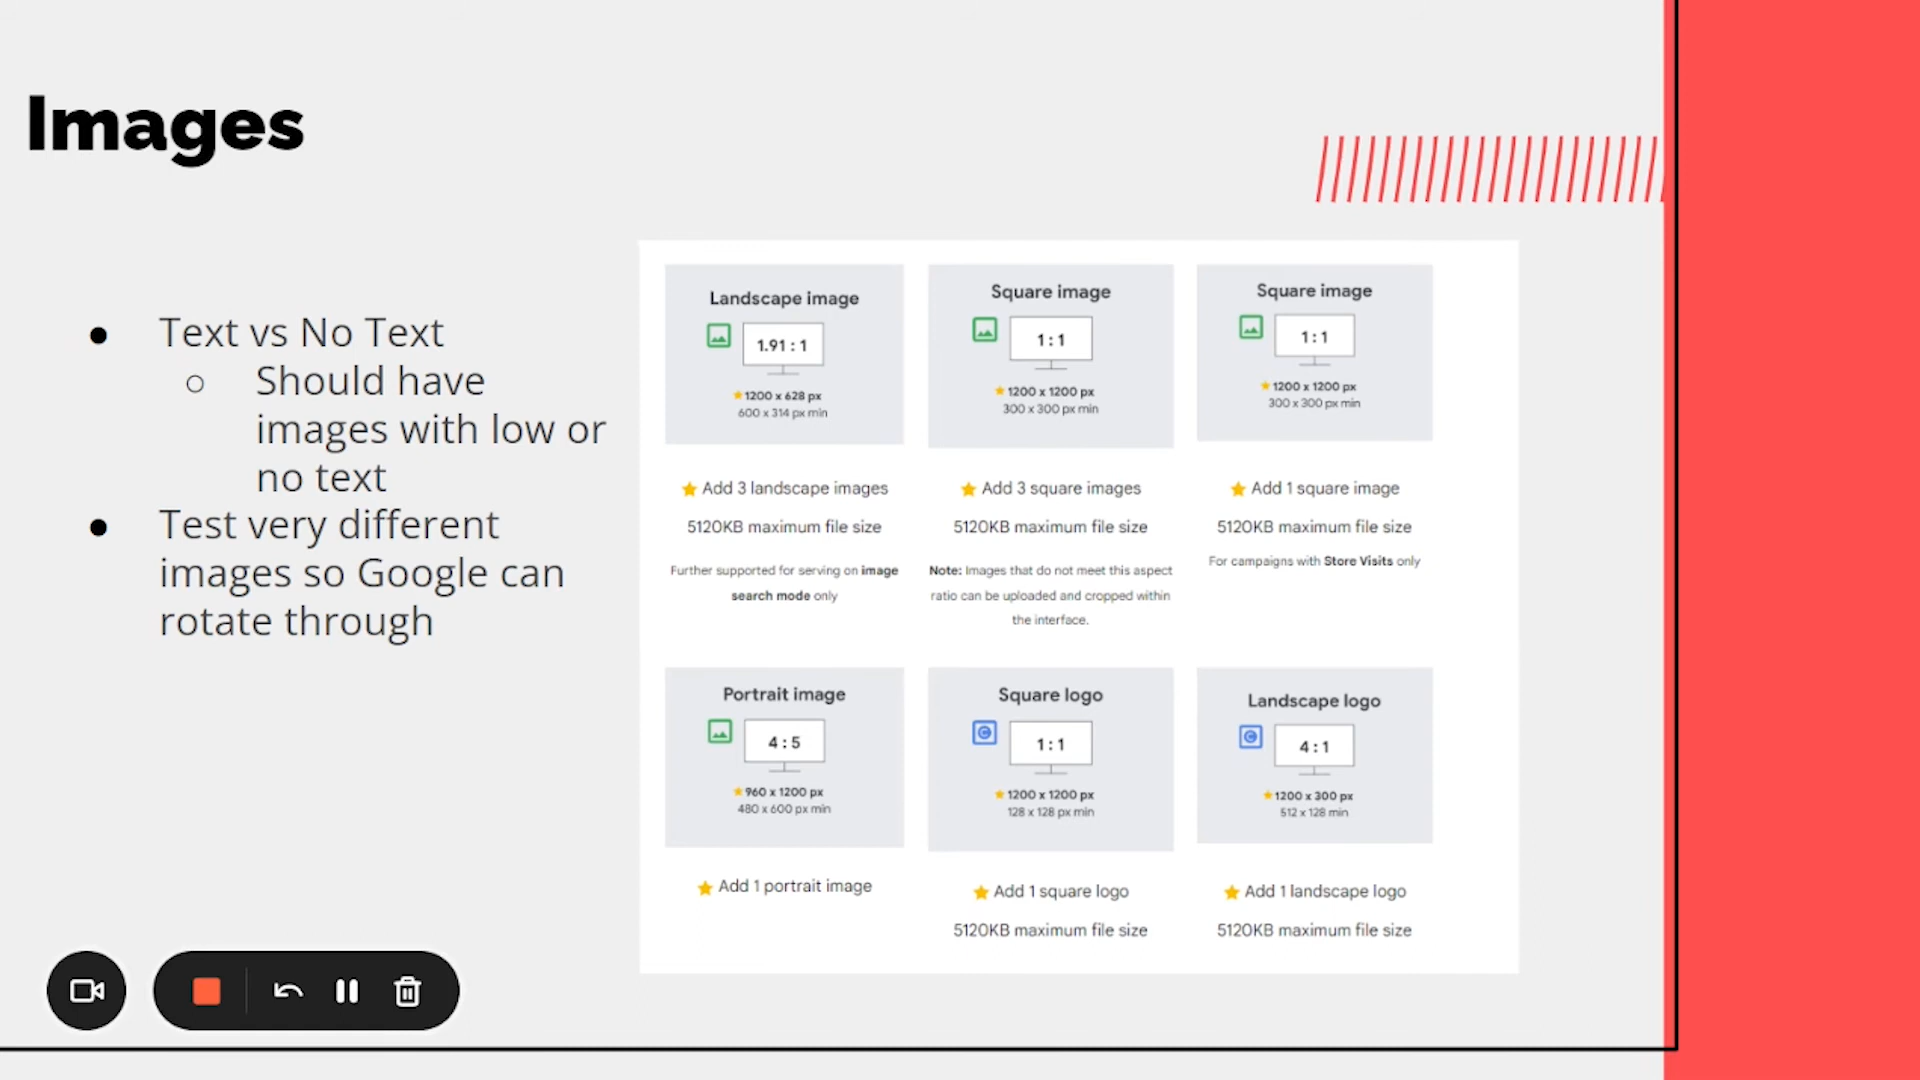 Images
● Text vs No Text
○ Should have
images with low or
no text
● Test very different
images so Google can
rotate through
Landscape image
1.91 : 1
1200 x 628 px
600 x 314 px min
Add 3 landscape images
5120KB maximum file size
Further supported for serving on image
search mode only
Square image
1 : 1
1200 x 1200 px
300 x 300 px min
Add 3 square images
5120KB maximum file size
Note: Images that do not meet this aspect
ratio can be uploaded and cropped within
the interface.
Square image
1 : 1
1200 x 1200 px
300 x 300 px min
Add 1 square image
5120KB maximum file size
For campaigns with Store Visits only
Portrait image
4 : 5
960 x 1200 px
480 x 600 px min
Add 1 portrait image
Square logo
1 : 1
1200 x 1200 px
128 x 128 px min
Add 1 square logo
5120KB maximum file size
Landscape logo
4 : 1
1200 x 300 px
512 x 128 min
Add 1 landscape logo
5120KB maximum file size